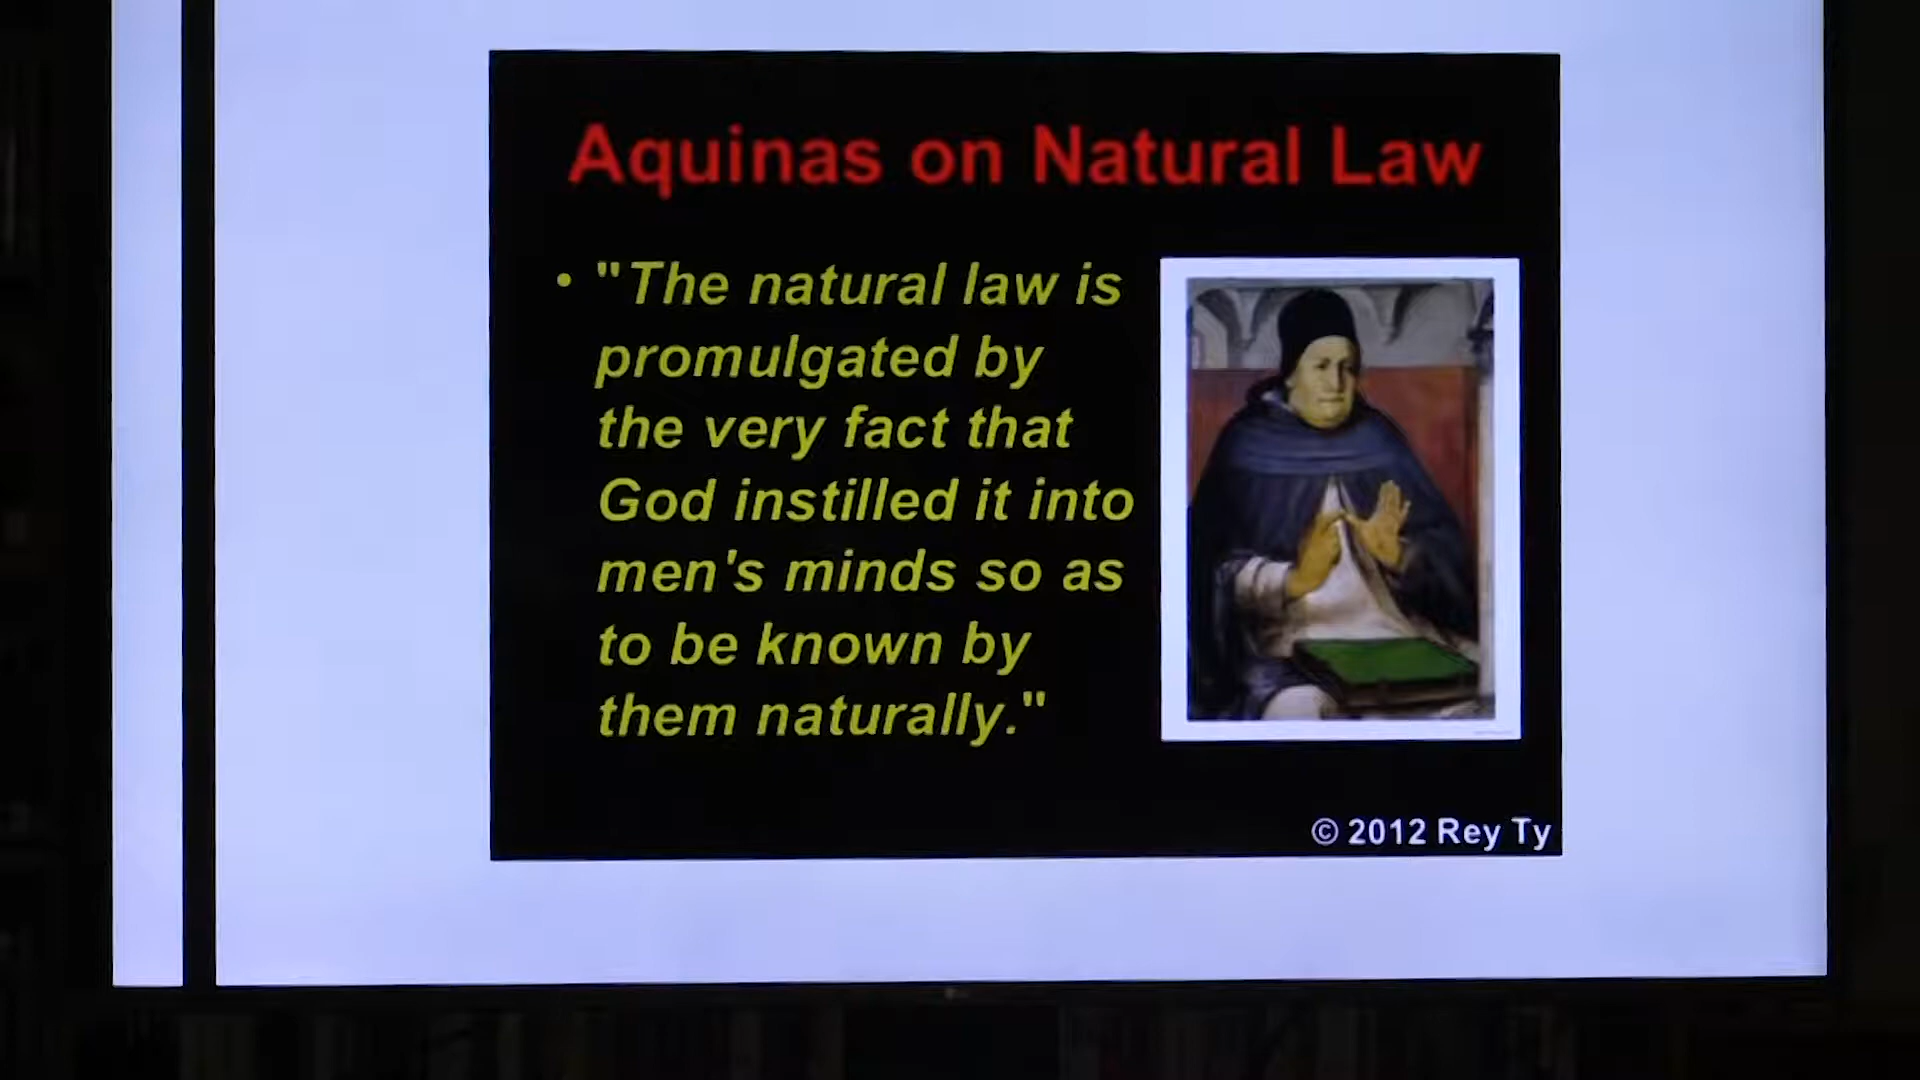 Aquinas on Natural Law
• "The natural law is
promulgated by
the very fact that
God instilled it into
men's minds so as
to be known by
them naturally."
© 2012 Rey Ty